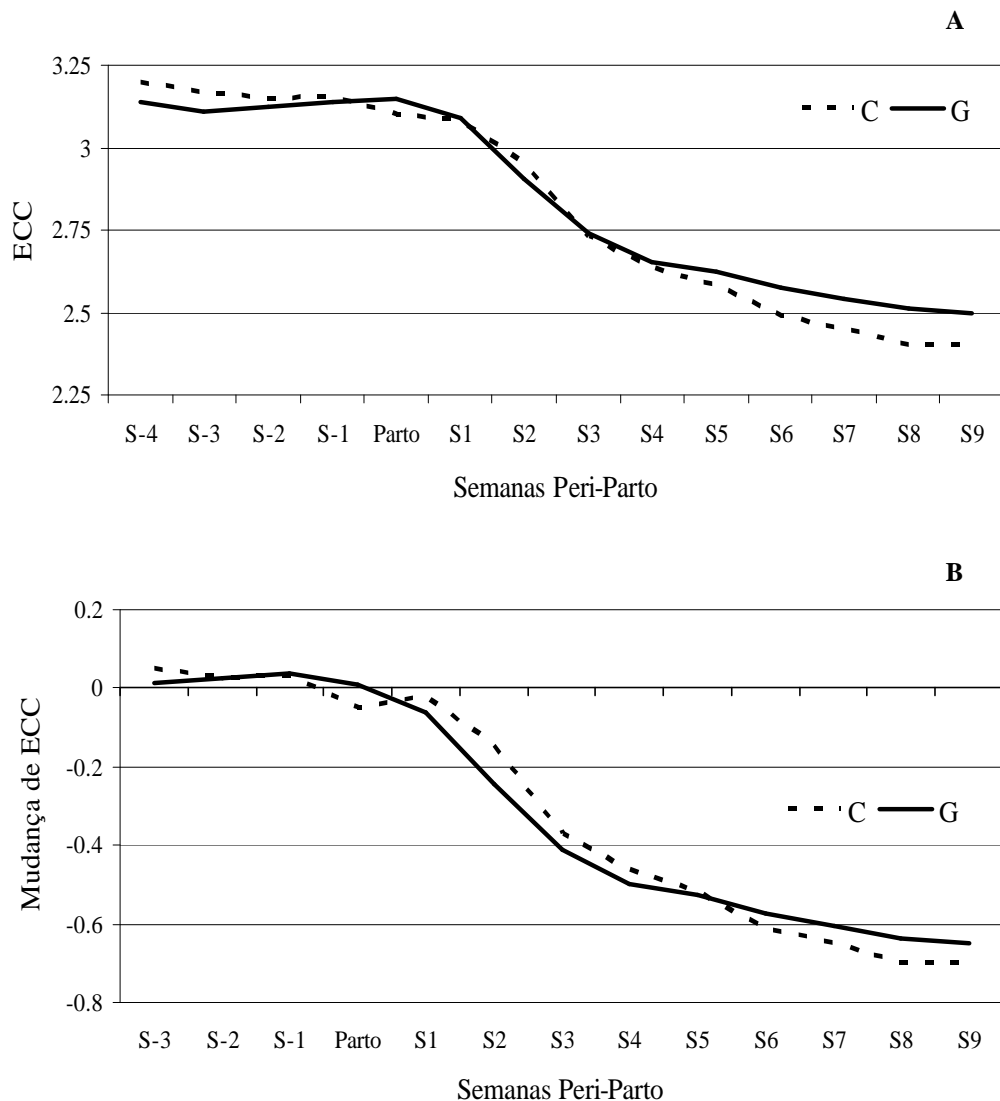 A
ECC
3.25
3
2.75
2.5
2.25
C G
S-4 S-3 S-2 S-1 Parto S1 S2 S3 S4 S5 S6 S7 S8 S9
Semanas Peri-Parto
B
Mudança de ECC
0.2
0
-0.2
-0.4
-0.6
-0.8
C G
S-3 S-2 S-1 Parto S1 S2 S3 S4 S5 S6 S7 S8 S9
Semanas Peri-Parto